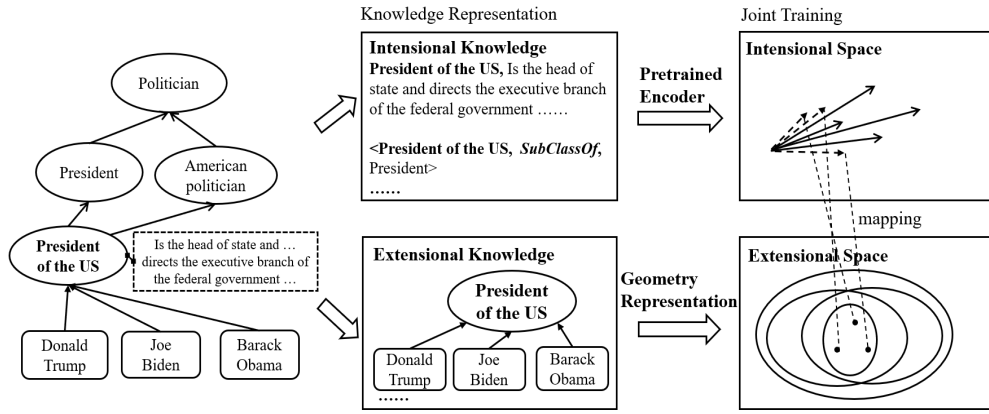 Knowledge Representation
Joint Training
Politician
President
American
politician
President
of the US
Is the head of state and …
directs the executive branch of
the federal government …
Donald
Trump
Joe
Biden
Barack
Obama
Intensional Knowledge
President of the US, Is the head of
state and directs the executive branch
of the federal government ……
<President of the US, SubClassOf,
President>
……
Pretrained
Encoder
Intensional Space
mapping
Extensional Knowledge
President
of the US
Donald
Trump
Joe
Biden
Barack
Obama
……
Geometry
Representation
Extensional Space